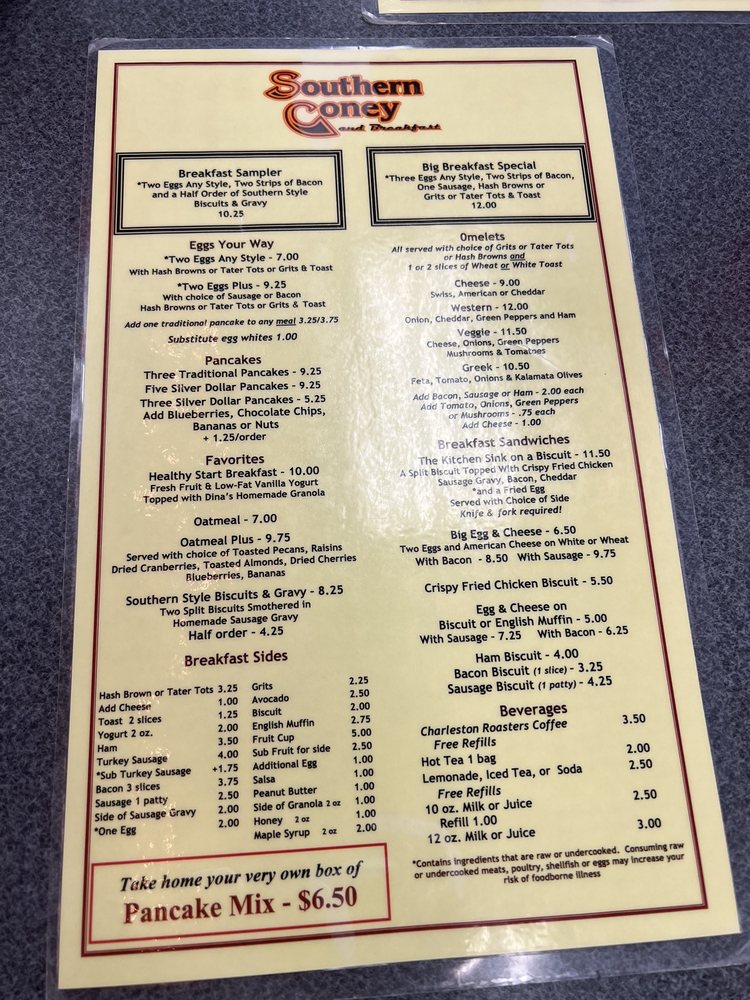 Southern
Coney
and Breakfast
Breakfast Sampler
*Two Eggs Any Style, Two Strips of Bacon
and a Half Order of Southern Style
Biscuits & Gravy
10.25
Eggs Your Way
*Two Eggs Any Style - 7.00
With Hash Browns or Tater Tots or Grits & Toast
*Two Eggs Plus - 9.25
With choice of Sausage or Bacon
Hash Browns or Tater Tots or Grits & Toast
Add one traditional pancake to any meal 3.25/3.75
Substitute egg whites 1.00
Pancakes
Three Traditional Pancakes - 9.25
Five Silver Dollar Pancakes - 9.25
Three Silver Dollar Pancakes - 5.25
Add Blueberries, Chocolate Chips,
Bananas or Nuts
+ 1.25/order
Favorites
Healthy Start Breakfast - 10.00
Fresh Fruit & Low-Fat Vanilla Yogurt
Topped with Dina's Homemade Granola
Oatmeal - 7.00
Oatmeal Plus - 9.75
Served with choice of Toasted Pecans, Raisins
Dried Cranberries, Toasted Almonds, Dried Cherries
Blueberries, Bananas
Southern Style Biscuits & Gravy - 8.25
Two Split Biscuits Smothered in
Homemade Sausage Gravy
Half order - 4.25
Breakfast Sides
Hash Brown or Tater Tots 3.25
Add Cheese 1.00
Toast 2 slices 1.25
Yogurt 2 oz. 2.00
Ham 3.50
Turkey Sausage 4.00
*Sub Turkey Sausage +1.75
Bacon 3 slices 3.75
Sausage 1 patty 2.50
Side of Sausage Gravy 2.00
*One Egg 2.00
Grits 2.25
Avocado 2.50
Biscuit 2.00
English Muffin 2.75
Fruit Cup 5.00
Sub Fruit for side 2.50
Additional Egg 1.00
Salsa 1.00
Peanut Butter 1.00
Side of Granola 2 oz 1.00
Honey 2 oz 1.00
Maple Syrup 2 oz 2.00
Take home your very own box of
Pancake Mix - $6.50
Big Breakfast Special
*Three Eggs Any Style, Two Strips of Bacon,
One Sausage, Hash Browns or
Grits or Tater Tots & Toast
12.00
Omelets
All served with choice of Grits or Tater Tots
or Hash Browns and
1 or 2 slices of Wheat or White Toast
Cheese - 9.00
Swiss, American or Cheddar
Western - 12.00
Onion, Cheddar, Green Peppers and Ham
Veggie - 11.50
Cheese, Onions, Green Peppers
Mushrooms & Tomatoes
Greek - 10.50
Feta, Tomato, Onions & Kalamata Olives
Add Bacon, Sausage or Ham - 2.00 each
Add Tomato, Onions, Green Peppers
or Mushrooms - .75 each
Add Cheese - 1.00
Breakfast Sandwiches
The Kitchen Sink on a Biscuit - 11.50
A Split Biscuit Topped With Crispy Fried Chicken
Sausage Gravy, Bacon, Cheddar
*and a Fried Egg
Served with Choice of Side
Knife & fork required!
Big Egg & Cheese - 6.50
Two Eggs and American Cheese on White or Wheat
With Bacon - 8.50 With Sausage - 9.75
Crispy Fried Chicken Biscuit - 5.50
Egg & Cheese on
Biscuit or English Muffin - 5.00
With Sausage - 7.25 With Bacon - 6.25
Ham Biscuit - 4.00
Bacon Biscuit (1 slice) - 3.25
Sausage Biscuit (1 patty) - 4.25
Beverages
Charleston Roasters Coffee 3.50
Free Refills
Hot Tea 1 bag 2.00
Lemonade, Iced Tea, or Soda 2.50
Free Refills
10 oz. Milk or Juice 2.50
Refill 1.00
12 oz. Milk or Juice 3.00
*Contains ingredients that are raw or undercooked. Consuming raw
or undercooked meats, poultry, shellfish or eggs may increase your
risk of foodborne illness